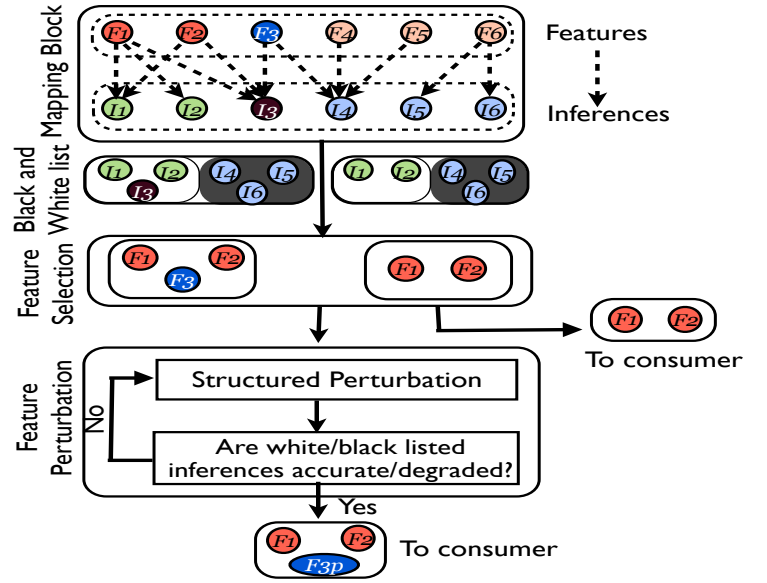 Mapping Block
F1 F2 F3 F4 F5 F6
Features
I1 I2 I3 I4 I5 I6
Inferences
Black and
White list
I1 I2 I4 I5 I1 I2 I4 I5
I3 I6 I6
Feature
Selection
F1 F2 F1 F2
F3
F1 F2
To consumer
Feature
Perturbation
Structured Perturbation
No
Are white/black listed
inferences accurate/degraded?
Yes
F1 F2
F3p
To consumer